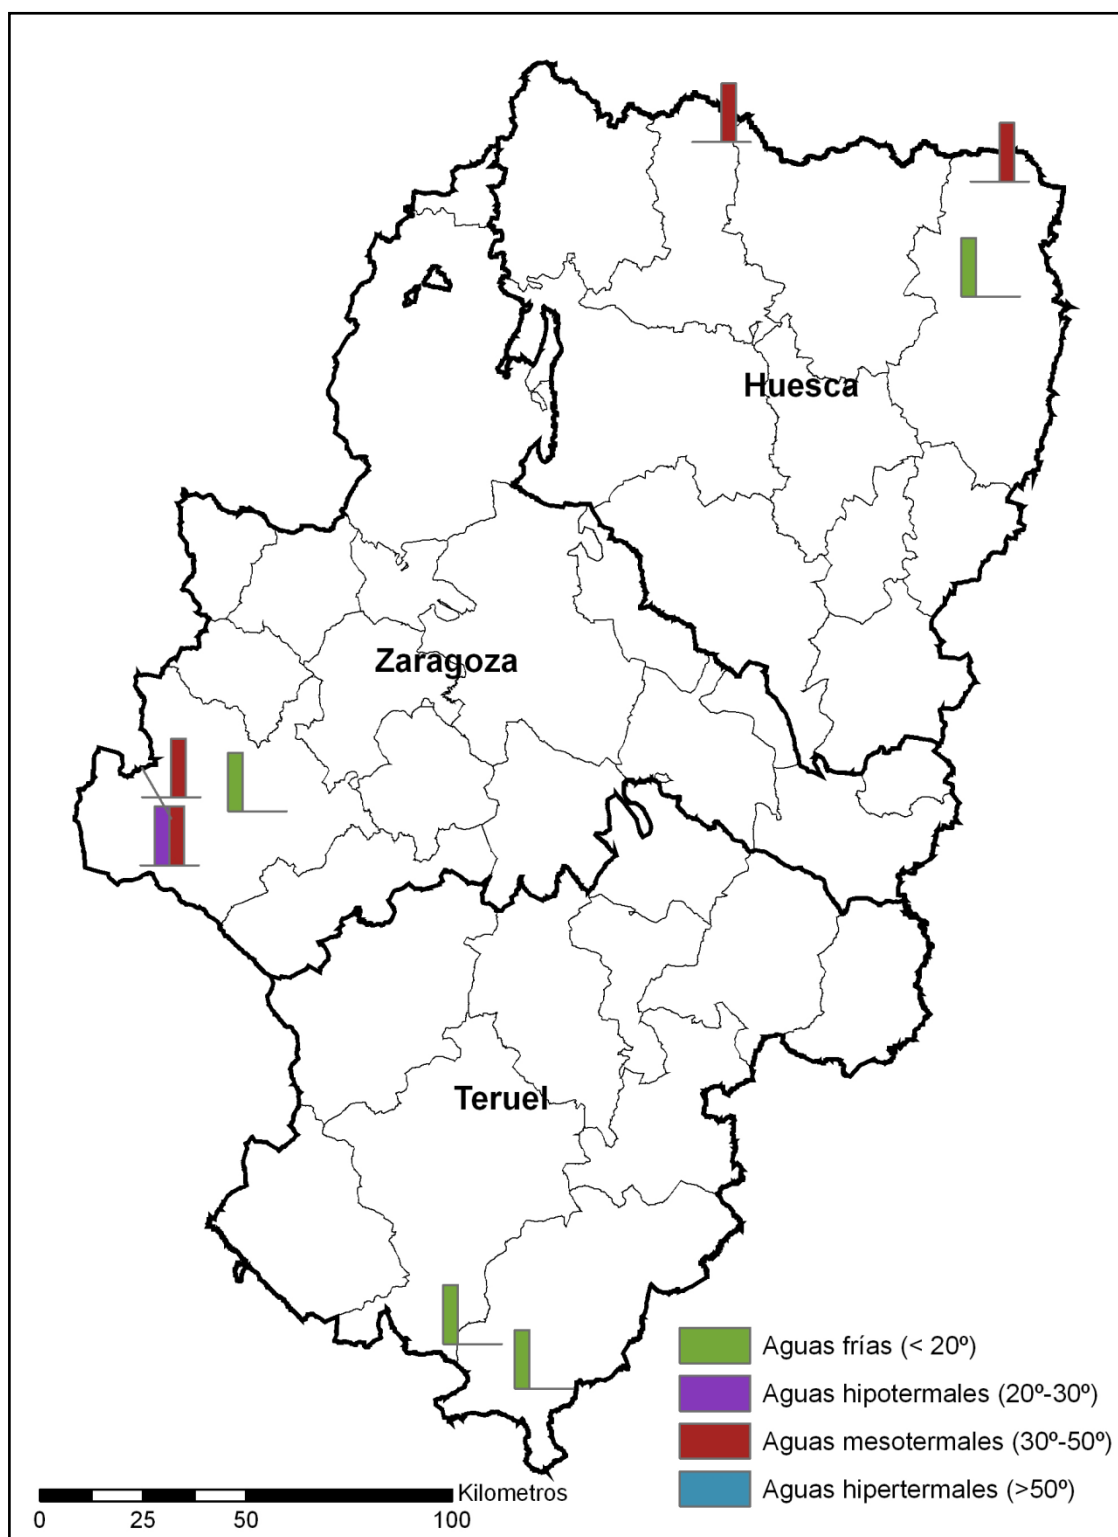 Huesca
Zaragoza
Teruel
Aguas frías (< 20º)
Aguas hipotermales (20º-30º)
Aguas mesotermales (30º-50º)
Aguas hipertermales (>50º)
Kilometros
0 25 50 100